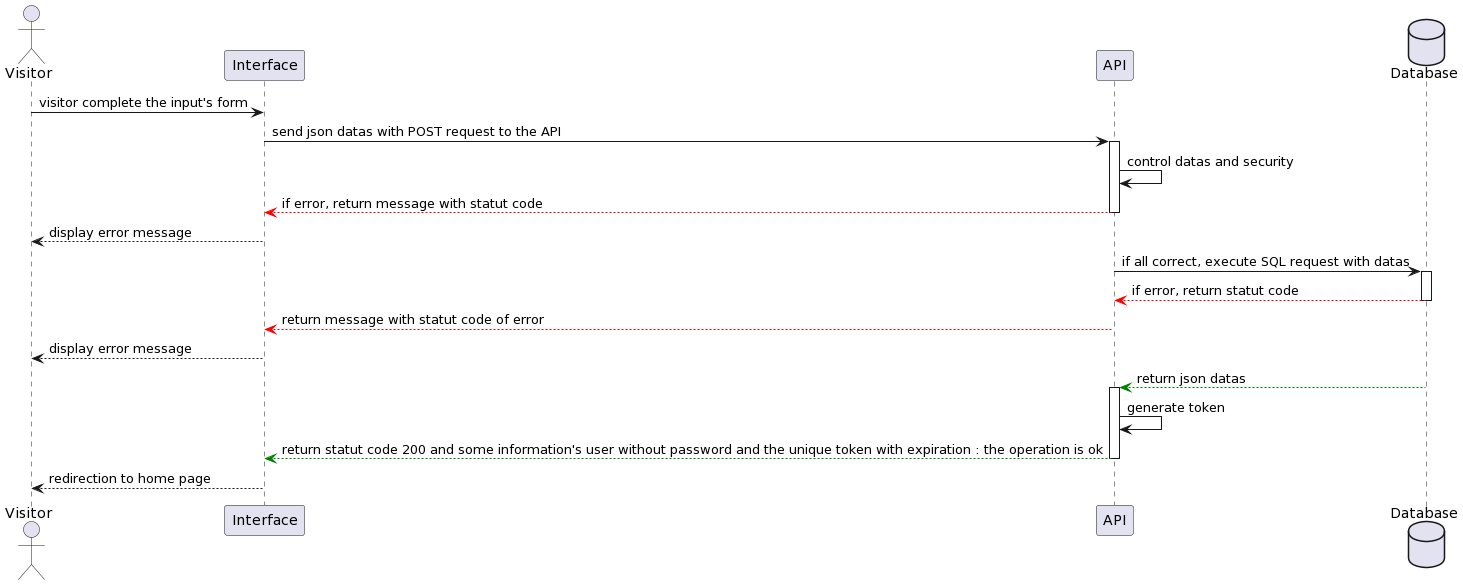 Visitor
Interface
API
Database
visitor complete the input's form
send json datas with POST request to the API
control datas and security
if error, return message with statut code
display error message
if all correct, execute SQL request with datas
if error, return statut code
return message with statut code of error
display error message
return json datas
generate token
return statut code 200 and some information's user without password and the unique token with expiration : the operation is ok
redirection to home page
Visitor
Interface
API
Database